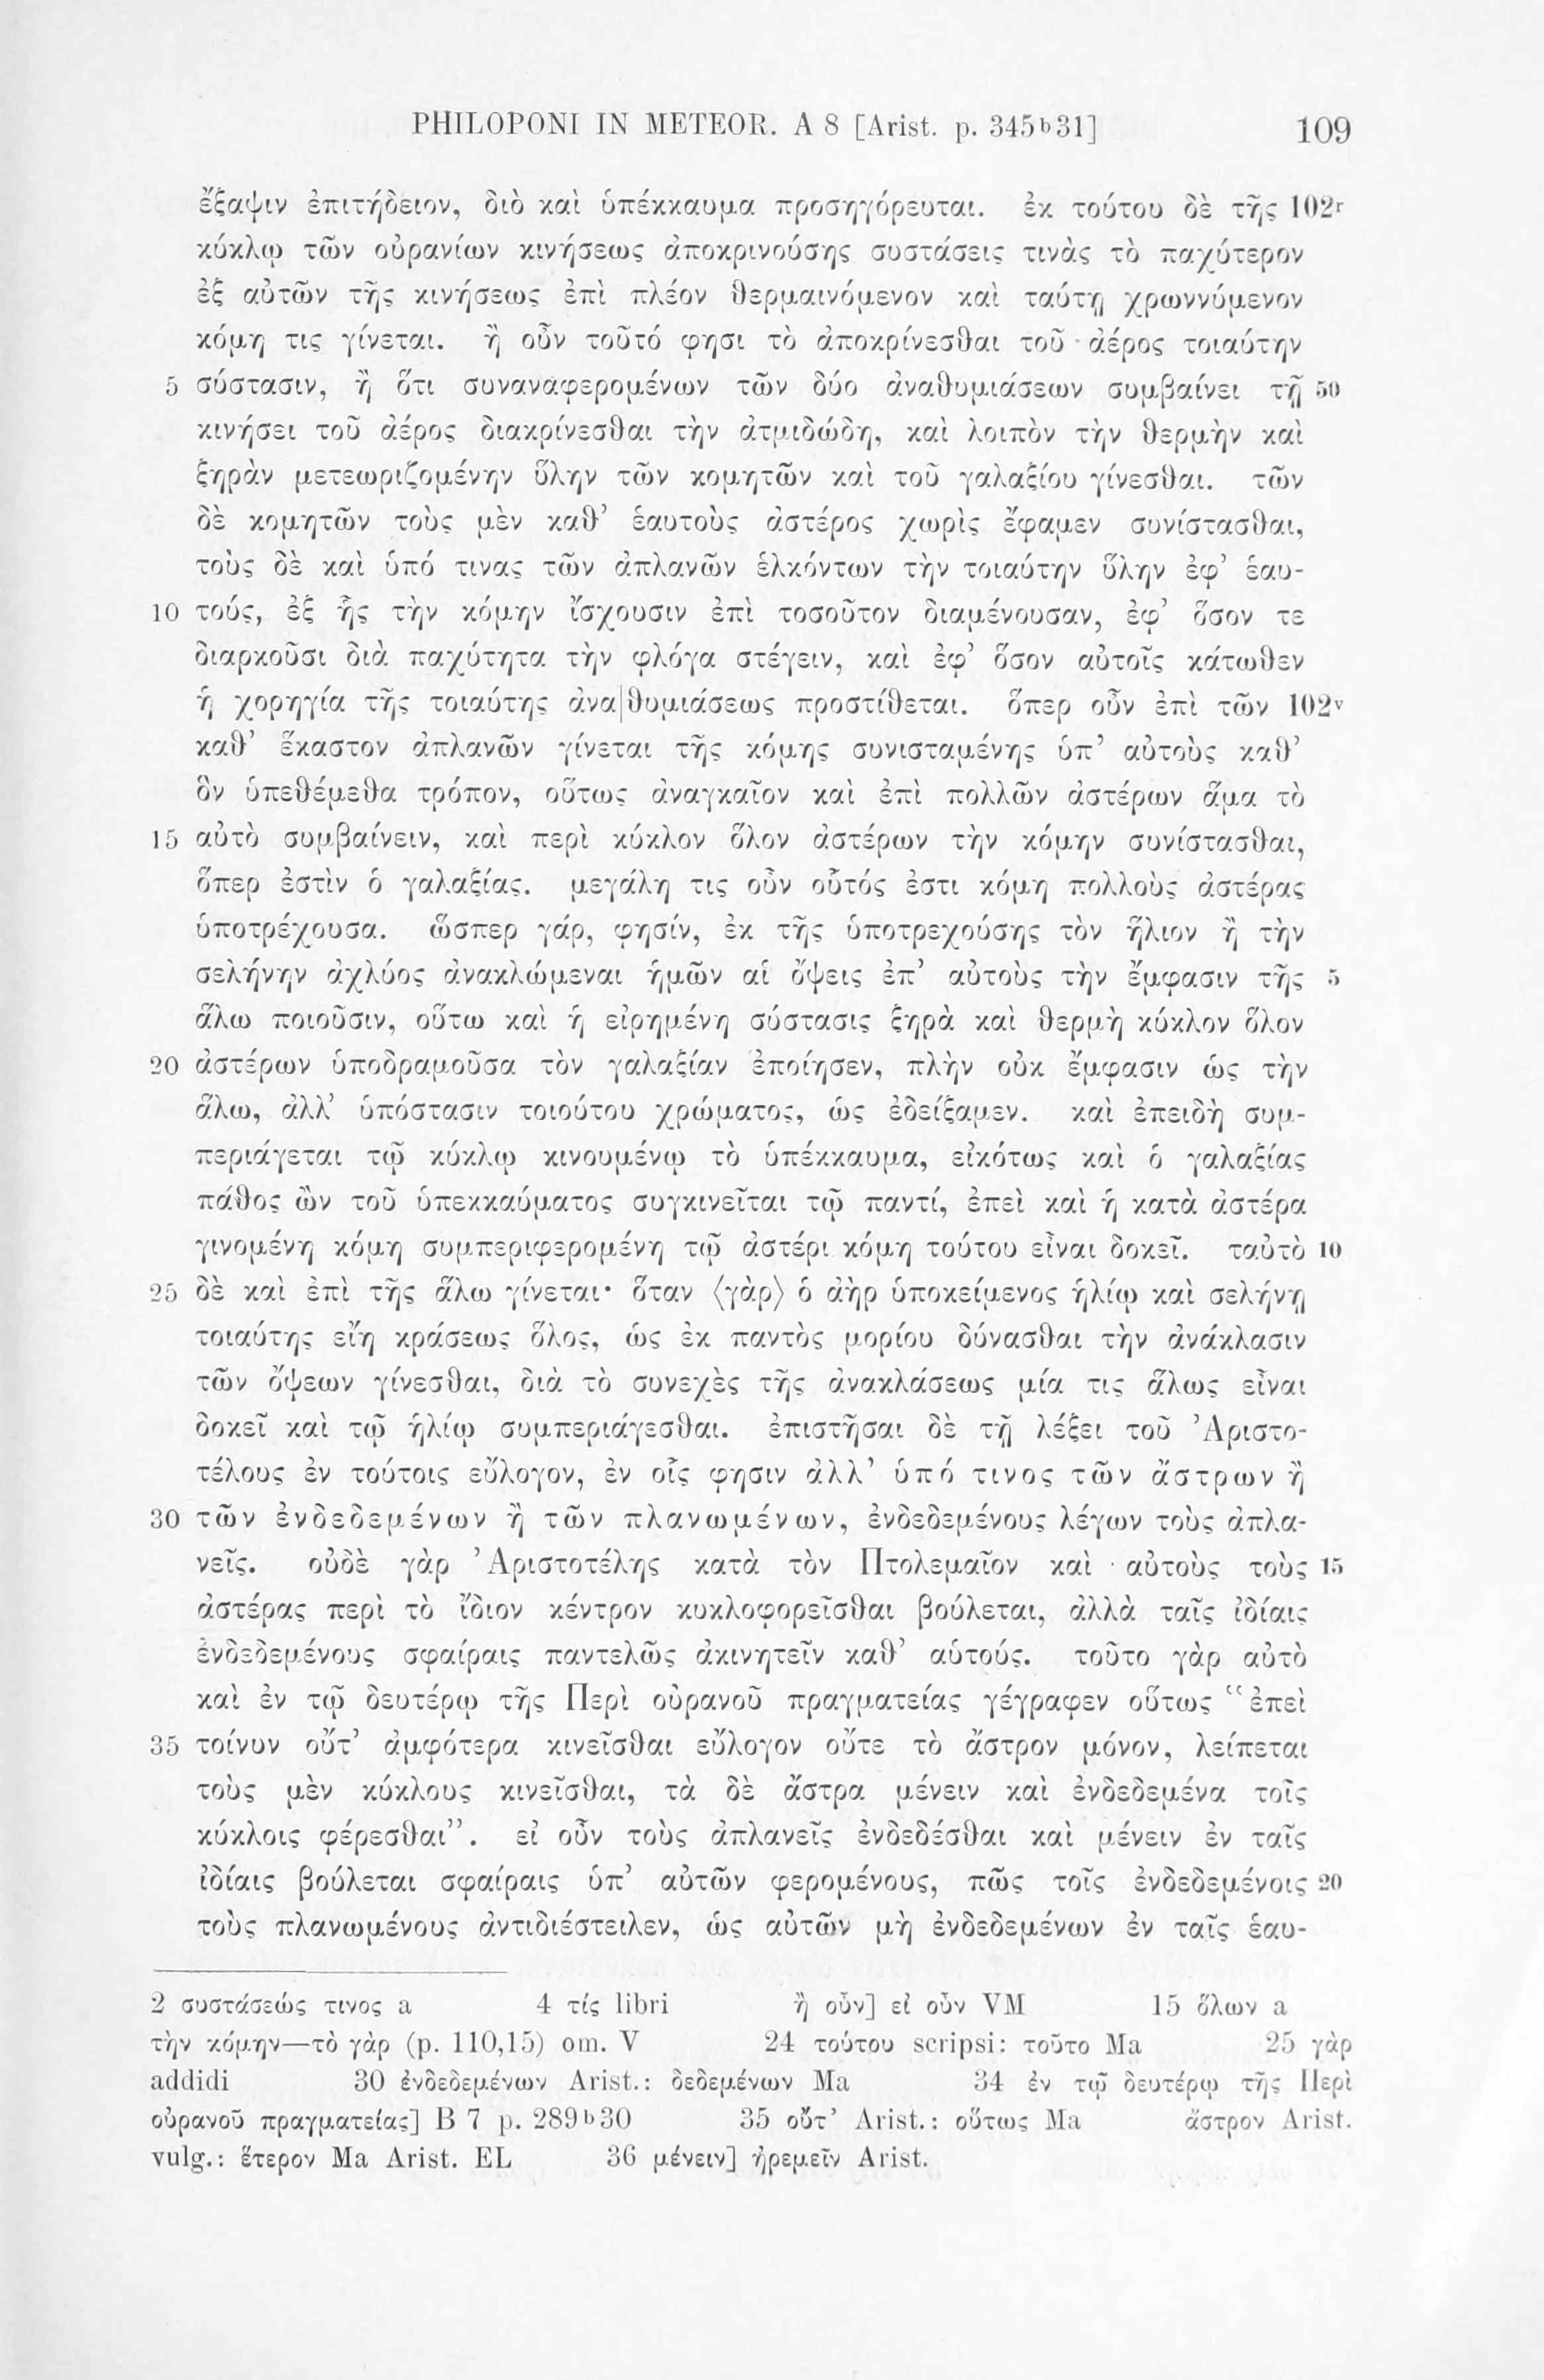 PHILOPONI IN METEOR. A 8 [Arist. p. 345ᵇ31] 109
ἔξαψιν ἐπιτήδειον, διὸ καὶ ὑπέκκαυμα προσηγόρευται. ἐκ τούτου δὲ τῆς 102ʳ
κύκλῳ τῶν οὐρανίων κινήσεως ἀποκρινούσης συστάσεις τινὰς τὸ παχύτερον
ἐξ αὐτῶν τῆς κινήσεως ἐπὶ πλέον θερμαινόμενον καὶ ταύτῃ χρωννύμενον
κόμη τις γίνεται. ἢ οὖν τοῦτό φησι τὸ ἀποκρίνεσθαι τοῦ ἀέρος τοιαύτην
5 σύστασιν, ἢ ὅτι συναναφερομένων τῶν δύο ἀναθυμιάσεων συμβαίνει τῇ 50
κινήσει τοῦ ἀέρος διακρίνεσθαι τὴν ἀτμιδώδη, καὶ λοιπὸν τὴν θερμὴν καὶ
ξηρὰν μετεωριζομένην ὕλην τῶν κομητῶν καὶ τοῦ γαλαξίου γίνεσθαι. τῶν
δὲ κομητῶν τοὺς μὲν καθ’ ἑαυτοὺς ἀστέρος χωρὶς ἔφαμεν συνίστασθαι,
τοὺς δὲ καὶ ὑπό τινας τῶν ἀπλανῶν ἑλκόντων τὴν τοιαύτην ὕλην ἐφ’ ἑαυ-
10 τούς, ἐξ ἧς τὴν κόμην ἴσχουσιν ἐπὶ τοσοῦτον διαμένουσαν, ἐφ’ ὅσον τε
διαρκοῦσι διὰ παχύτητα τὴν φλόγα στέγειν, καὶ ἐφ’ ὅσον αὐτοῖς κάτωθεν
ἡ χορηγία τῆς τοιαύτης ἀνα|θυμιάσεως προστίθεται. ὅπερ οὖν ἐπὶ τῶν 102ᵛ
καθ’ ἕκαστον ἀπλανῶν γίνεται τῆς κόμης συνισταμένης ὑπ’ αὐτοὺς καθ’
ὃν ὑπεθέμεθα τρόπον, οὕτως ἀναγκαῖον καὶ ἐπὶ πολλῶν ἀστέρων ἅμα τὸ
15 αὐτὸ συμβαίνειν, καὶ περὶ κύκλον ὅλον ἀστέρων τὴν κόμην συνίστασθαι,
ὅπερ ἐστὶν ὁ γαλαξίας. μεγάλη τις οὖν οὗτός ἐστι κόμη πολλοὺς ἀστέρας
ὑποτρέχουσα. ὥσπερ γάρ, φησίν, ἐκ τῆς ὑποτρεχούσης τὸν ἥλιον ἢ τὴν
σελήνην ἀχλύος ἀνακλώμεναι ἡμῶν αἱ ὄψεις ἐπ’ αὐτοὺς τὴν ἔμφασιν τῆς 5
ἅλω ποιοῦσιν, οὕτω καὶ ἡ εἰρημένη σύστασις ξηρὰ καὶ θερμὴ κύκλον ὅλον
20 ἀστέρων ὑποδραμοῦσα τὸν γαλαξίαν ἐποίησεν, πλὴν οὐκ ἔμφασιν ὡς τὴν
ἅλω, ἀλλ’ ὑπόστασιν τοιούτου χρώματος, ὡς ἐδείξαμεν. καὶ ἐπειδὴ συμ-
περιάγεται τῷ κύκλῳ κινουμένῳ τὸ ὑπέκκαυμα, εἰκότως καὶ ὁ γαλαξίας
πάθος ὢν τοῦ ὑπεκκαύματος συγκινεῖται τῷ παντί, ἐπεὶ καὶ ἡ κατὰ ἀστέρα
γινομένη κόμη συμπεριφερομένη τῷ ἀστέρι κόμη τούτου εἶναι δοκεῖ. ταὐτὸ 10
25 δὲ καὶ ἐπὶ τῆς ἅλω γίνεται· ὅταν ⟨γὰρ⟩ ὁ ἀὴρ ὑποκείμενος ἡλίῳ καὶ σελήνῃ
τοιαύτης εἴη κράσεως ὅλος, ὡς ἐκ παντὸς μορίου δύνασθαι τὴν ἀνάκλασιν
τῶν ὄψεων γίνεσθαι, διὰ τὸ συνεχὲς τῆς ἀνακλάσεως μία τις ἅλως εἶναι
δοκεῖ καὶ τῷ ἡλίῳ συμπεριάγεσθαι. ἐπιστῆσαι δὲ τῇ λέξει τοῦ Ἀριστο-
τέλους ἐν τούτοις εὔλογον, ἐν οἷς φησιν ἀλλ’ ὑπό τινος τῶν ἄστρων ἢ
30 τῶν ἐνδεδεμένων ἢ τῶν πλανωμένων, ἐνδεδεμένους λέγων τοὺς ἀπλα-
νεῖς. οὐδὲ γὰρ Ἀριστοτέλης κατὰ τὸν Πτολεμαῖον καὶ αὐτοὺς τοὺς 15
ἀστέρας περὶ τὸ ἴδιον κέντρον κυκλοφορεῖσθαι βούλεται, ἀλλὰ ταῖς ἰδίαις
ἐνδεδεμένους σφαίραις παντελῶς ἀκινητεῖν καθ’ αὑτούς. τοῦτο γὰρ αὐτὸ
καὶ ἐν τῷ δευτέρῳ τῆς Περὶ οὐρανοῦ πραγματείας γέγραφεν οὕτως “ἐπεὶ
35 τοίνυν οὔτ’ ἀμφότερα κινεῖσθαι εὔλογον οὔτε τὸ ἄστρον μόνον, λείπεται
τοὺς μὲν κύκλους κινεῖσθαι, τὰ δὲ ἄστρα μένειν καὶ ἐνδεδεμένα τοῖς
κύκλοις φέρεσθαι”. εἰ οὖν τοὺς ἀπλανεῖς ἐνδεδέσθαι καὶ μένειν ἐν ταῖς
ἰδίαις βούλεται σφαίραις ὑπ’ αὐτῶν φερομένους, πῶς τοῖς ἐνδεδεμένοις 20
τοὺς πλανωμένους ἀντιδιέστειλεν, ὡς αὐτῶν μὴ ἐνδεδεμένων ἐν ταῖς ἑαυ-
2 συστάσεώς τινος a 4 τίς libri ἢ οὖν] εἰ οὖν VM 15 ὅλων a
τὴν κόμην—τὸ γὰρ (p. 110,15) om. V 24 τούτου scripsi: τοῦτο Ma 25 γὰρ
addidi 30 ἐνδεδεμένων Arist.: δεδεμένων Ma 34 ἐν τῷ δευτέρῳ τῆς Περὶ
οὐρανοῦ πραγματείας] B 7 p. 289ᵇ30 35 οὔτ’ Arist.: οὕτως Ma ἄστρον Arist.
vulg.: ἕτερον Ma Arist. EL 36 μένειν] ἠρεμεῖν Arist.